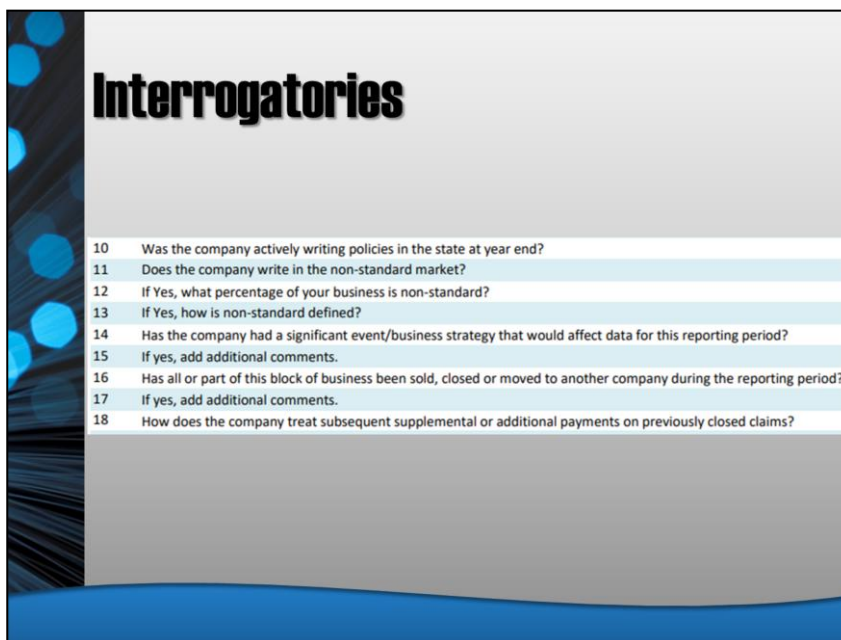 Interrogatories
10 Was the company actively writing policies in the state at year end?
11 Does the company write in the non-standard market?
12 If Yes, what percentage of your business is non-standard?
13 If Yes, how is non-standard defined?
14 Has the company had a significant event/business strategy that would affect data for this reporting period?
15 If yes, add additional comments.
16 Has all or part of this block of business been sold, closed or moved to another company during the reporting period?
17 If yes, add additional comments.
18 How does the company treat subsequent supplemental or additional payments on previously closed claims?